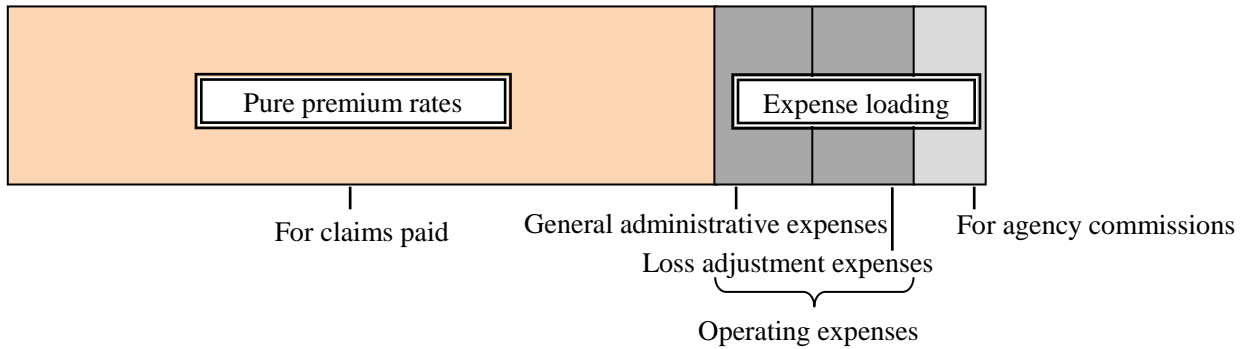 Pure premium rates
Expense loading
For claims paid
General administrative expenses
For agency commissions
Loss adjustment expenses
Operating expenses